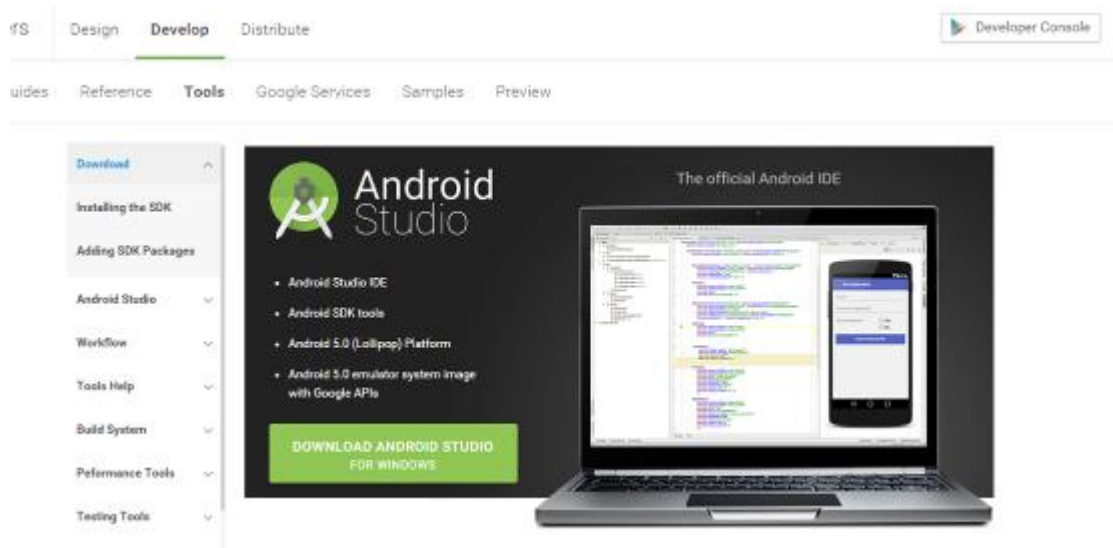 Design Develop Distribute
Developer Console
Reference Tools Google Services Samples Preview
Download
Installing the SDK
Adding SDK Packages
Android Studio
Workflow
Tools Help
Build System
Peformance Tools
Testing Tools
Android
Studio
The official Android IDE
• Android Studio IDE
• Android SDK tools
• Android 5.0 (Lollipop) Platform
• Android 5.0 emulator system image
with Google APIs
DOWNLOAD ANDROID STUDIO
FOR WINDOWS